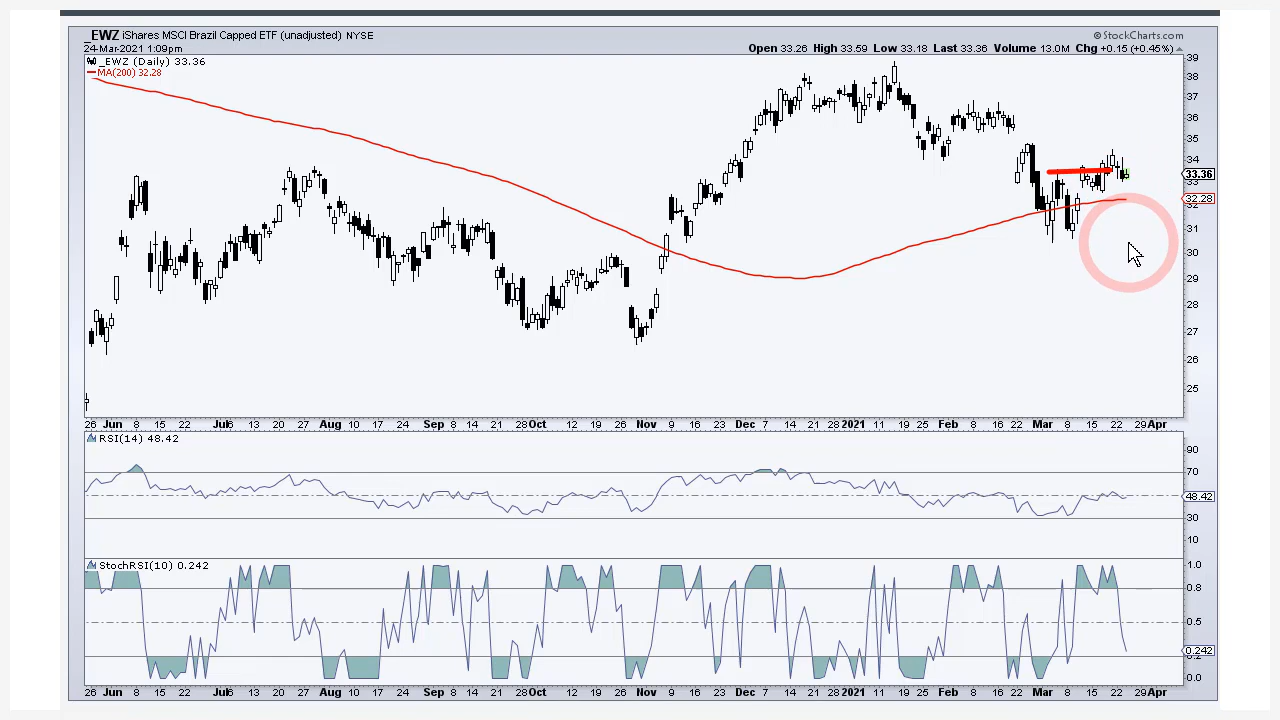 _EWZ iShares MSCI Brazil Capped ETF (unadjusted) NYSE
©StockCharts.com
24-Mar-2021 1:09pm
Open 33.26 High 33.59 Low 33.18 Last 33.36 Volume 13.0M Chg +0.15 (+0.45%)
_EWZ (Daily) 33.36
MA(200) 32.28
39
38
37
36
35
34
33.36
33
32.28
32
31
30
29
28
27
26
25
26 Jun 8 15 22 Jul6 13 20 27 Aug 10 17 24 Sep 8 14 21 Oct 12 19 26 Nov 9 16 23 Dec 7 14 21 2021 11 19 25 Feb 8 16 22 Mar 8 15 22 29 Apr
RSI(14) 48.42
90
70
48.42
30
10
StochRSI(10) 0.242
1.0
0.8
0.5
0.242
0.2
0.0
26 Jun 8 15 22 Jul6 13 20 27 Aug 10 17 24 Sep 8 14 21 Oct 12 19 26 Nov 9 16 23 Dec 7 14 21 2021 11 19 25 Feb 8 16 22 Mar 8 15 22 29 Apr